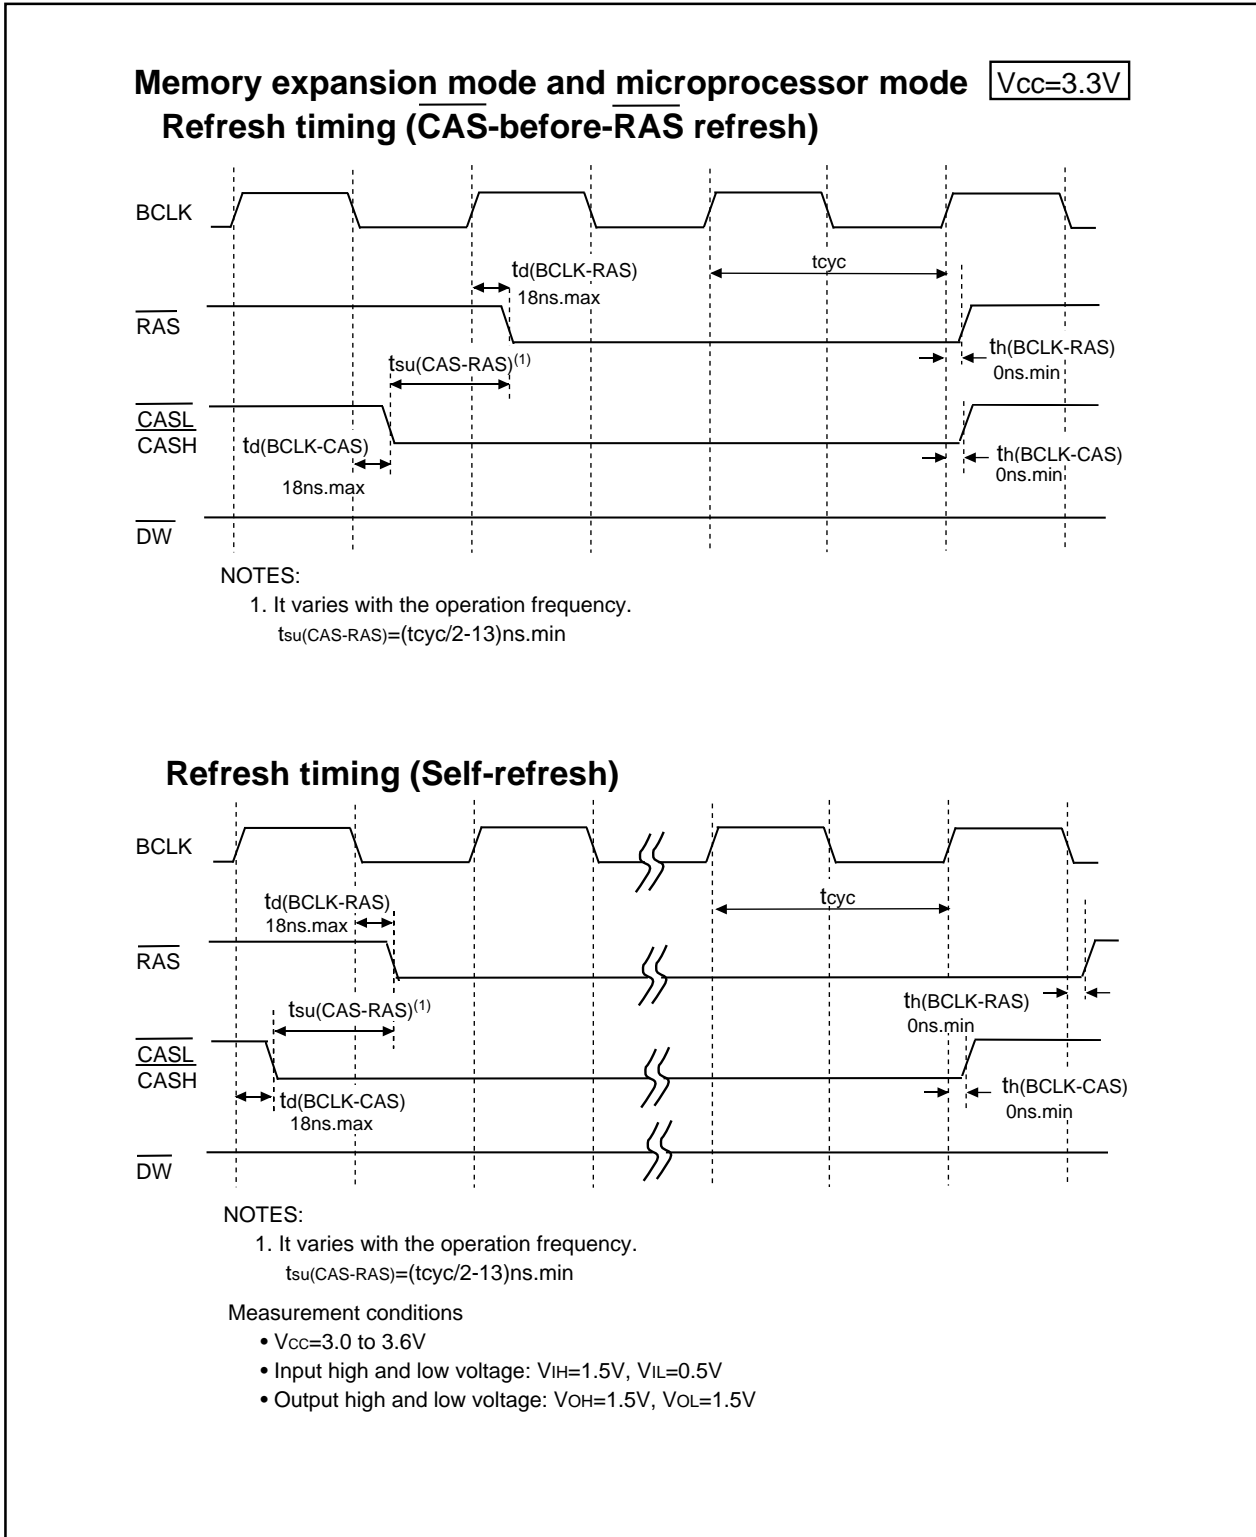 Memory expansion mode and microprocessor mode Vcc=3.3V
Refresh timing (CAS-before-RAS refresh)
BCLK
td(BCLK-RAS)
18ns.max
tcyc
RAS
tsu(CAS-RAS)(1)
th(BCLK-RAS)
0ns.min
CASL
CASH
td(BCLK-CAS)
18ns.max
th(BCLK-CAS)
0ns.min
DW
NOTES:
1. It varies with the operation frequency.
tsu(CAS-RAS)=(tcyc/2-13)ns.min
Refresh timing (Self-refresh)
BCLK
td(BCLK-RAS)
18ns.max
tcyc
RAS
tsu(CAS-RAS)(1)
th(BCLK-RAS)
0ns.min
CASL
CASH
td(BCLK-CAS)
18ns.max
th(BCLK-CAS)
0ns.min
DW
NOTES:
1. It varies with the operation frequency.
tsu(CAS-RAS)=(tcyc/2-13)ns.min
Measurement conditions
• VCC=3.0 to 3.6V
• Input high and low voltage: VIH=1.5V, VIL=0.5V
• Output high and low voltage: VOH=1.5V, VOL=1.5V